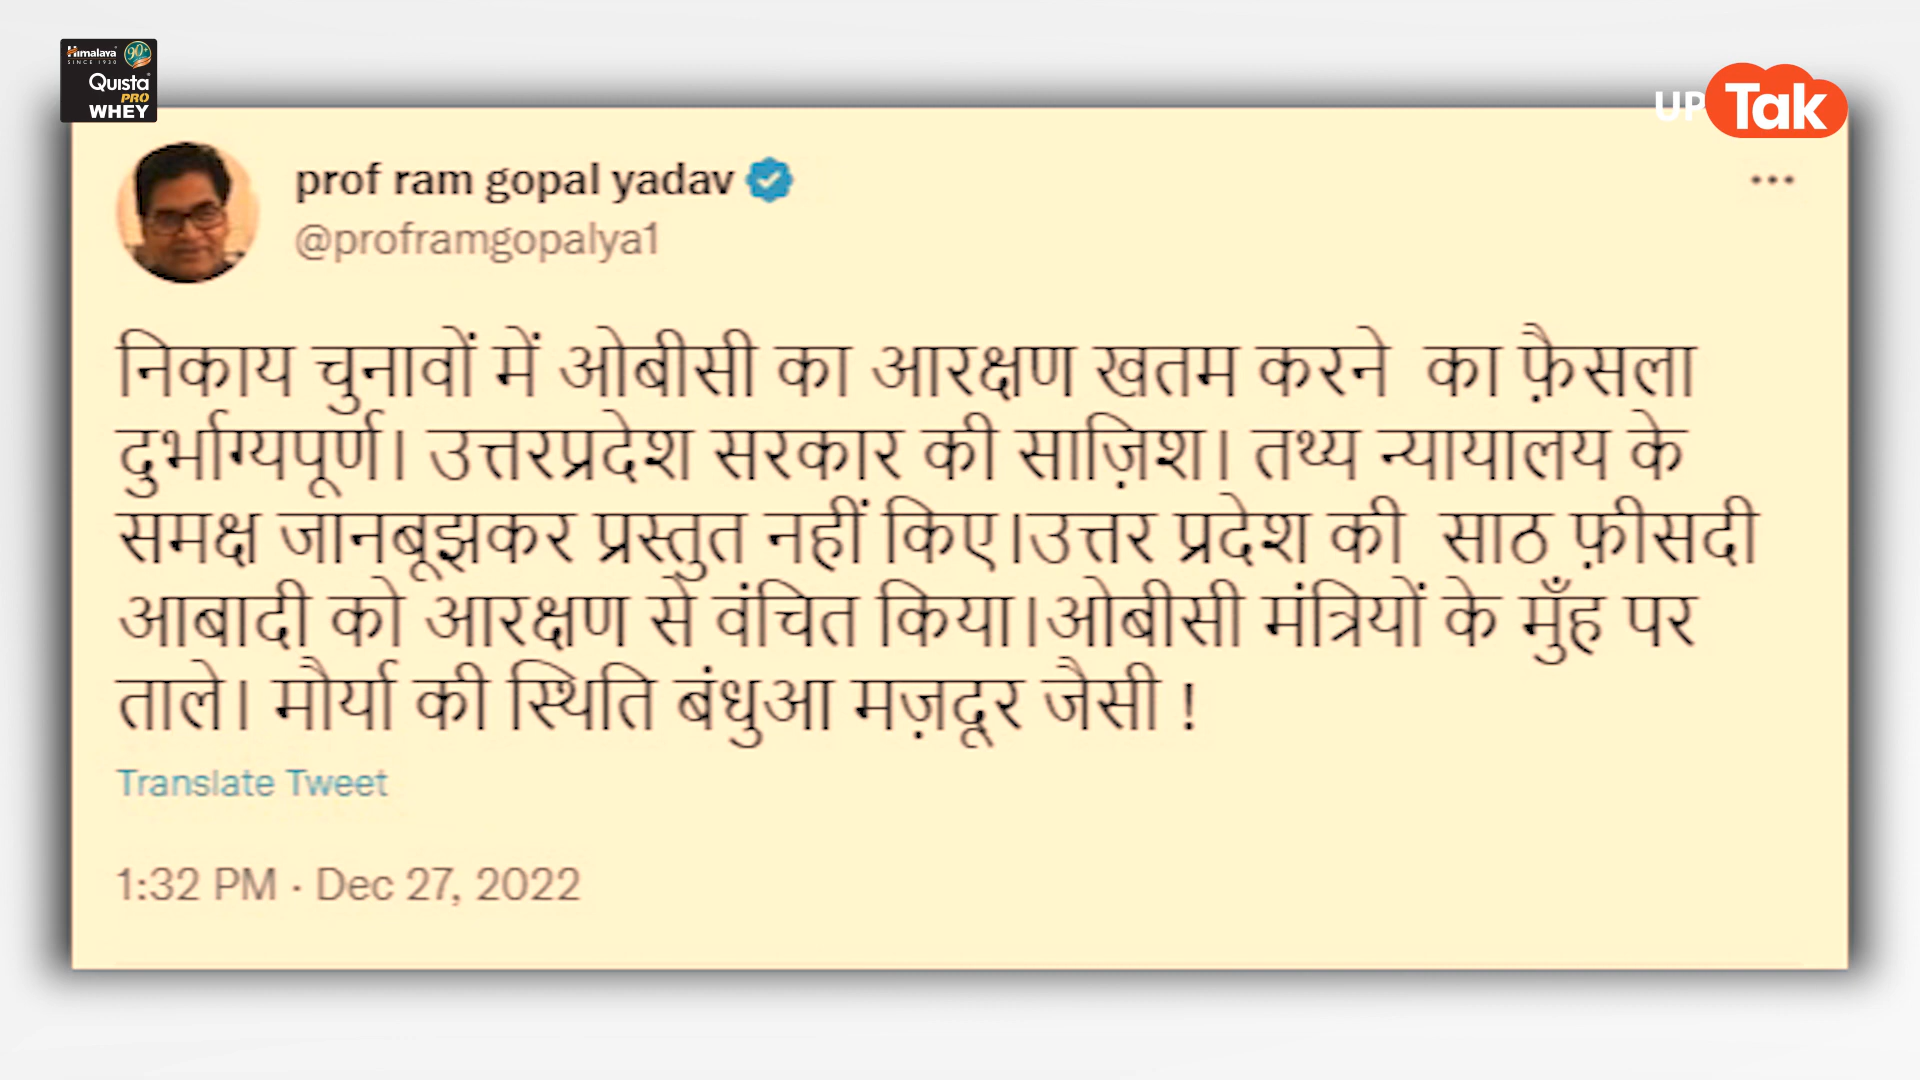 Himalaya 90+
SINCE 1930
Quista
PRO
WHEY
UP Tak
prof ram gopal yadav
@proframgopalya1
निकाय चुनावों में ओबीसी का आरक्षण खतम करने  का फ़ैसला
दुर्भाग्यपूर्ण। उत्तरप्रदेश सरकार की साज़िश। तथ्य न्यायालय के
समक्ष जानबूझकर प्रस्तुत नहीं किए।उत्तर प्रदेश की  साठ फ़ीसदी
आबादी को आरक्षण से वंचित किया।ओबीसी मंत्रियों के मुँह पर
ताले। मौर्या की स्थिति बंधुआ मज़दूर जैसी !
Translate Tweet
1:32 PM · Dec 27, 2022